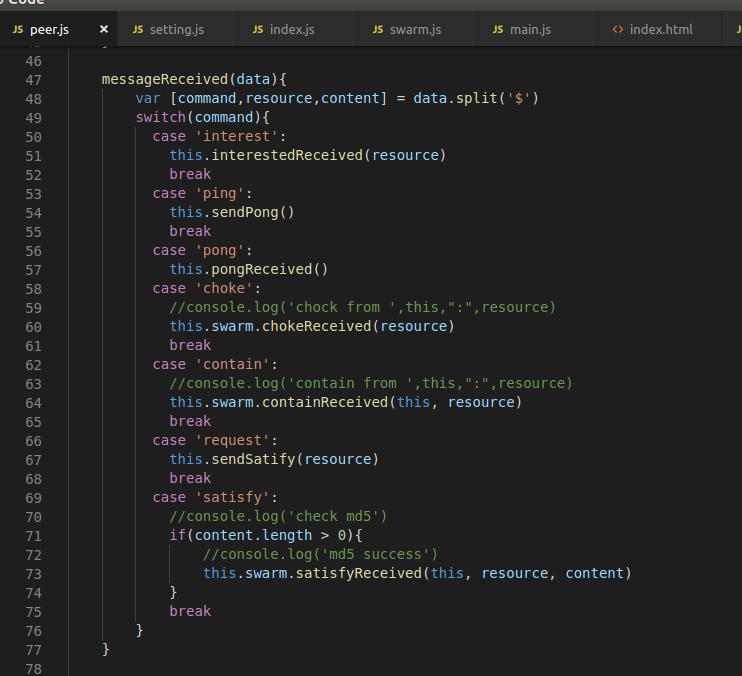 Code
JS peer.js × JS setting.js JS index.js JS swarm.js JS main.js <> index.html JS
46
47 messageReceived(data){
48 var [command,resource,content] = data.split('$')
49 switch(command){
50 case 'interest':
51 this.interestedReceived(resource)
52 break
53 case 'ping':
54 this.sendPong()
55 break
56 case 'pong':
57 this.pongReceived()
58 case 'choke':
59 //console.log('chock from ',this,":",resource)
60 this.swarm.chokeReceived(resource)
61 break
62 case 'contain':
63 //console.log('contain from ',this,":",resource)
64 this.swarm.containReceived(this, resource)
65 break
66 case 'request':
67 this.sendSatify(resource)
68 break
69 case 'satisfy':
70 //console.log('check md5')
71 if(content.length > 0){
72 //console.log('md5 success')
73 this.swarm.satisfyReceived(this, resource, content)
74 }
75 break
76 }
77 }
78